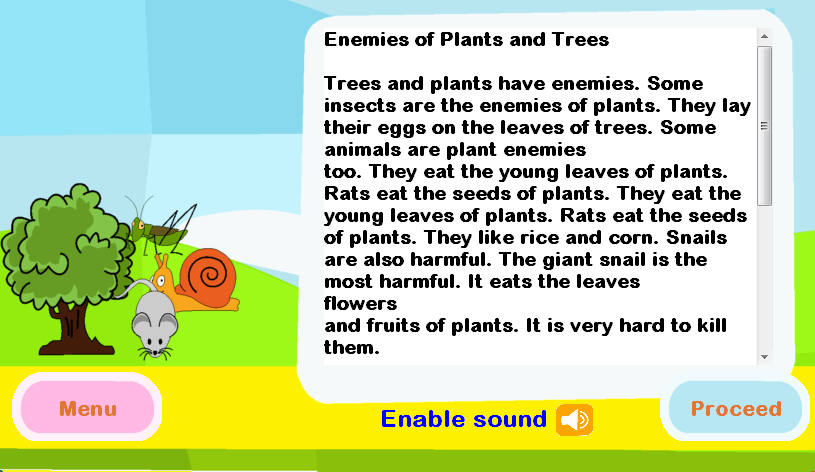 Enemies of Plants and Trees
Trees and plants have enemies. Some
insects are the enemies of plants. They lay
their eggs on the leaves of trees. Some
animals are plant enemies
too. They eat the young leaves of plants.
Rats eat the seeds of plants. They eat the
young leaves of plants. Rats eat the seeds
of plants. They like rice and corn. Snails
are also harmful. The giant snail is the
most harmful. It eats the leaves
flowers
and fruits of plants. It is very hard to kill
them.
Menu
Enable sound
Proceed